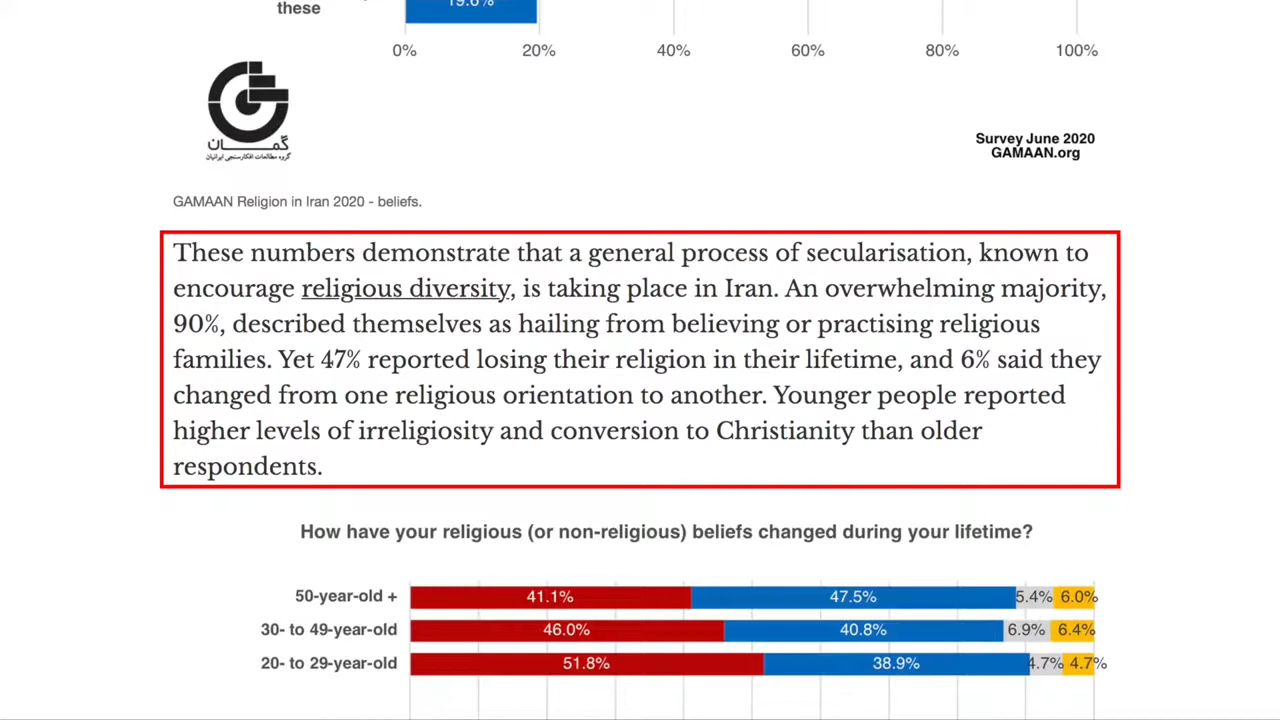 these
19.6%
0% 20% 40% 60% 80% 100%
گمان
گروه مطالعات افکارسنجی ایرانیان
Survey June 2020
GAMAAN.org
GAMAAN Religion in Iran 2020 - beliefs.
These numbers demonstrate that a general process of secularisation, known to
encourage religious diversity, is taking place in Iran. An overwhelming majority,
90%, described themselves as hailing from believing or practising religious
families. Yet 47% reported losing their religion in their lifetime, and 6% said they
changed from one religious orientation to another. Younger people reported
higher levels of irreligiosity and conversion to Christianity than older
respondents.
How have your religious (or non-religious) beliefs changed during your lifetime?
50-year-old + 41.1% 47.5% 5.4% 6.0%
30- to 49-year-old 46.0% 40.8% 6.9% 6.4%
20- to 29-year-old 51.8% 38.9% 4.7% 4.7%